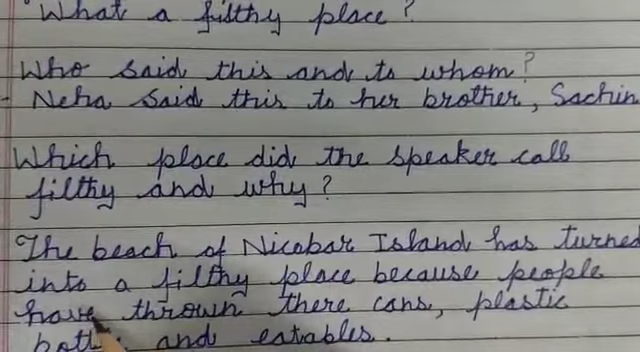 "What a filthy place?
Who said this and to whom?
- Neha said this to her brother, Sachin
Which place did the speaker call
filthy and why?
The beach of Nicobar Island has turned
into a filthy place because people
have thrown there cans, plastic
and eatables.